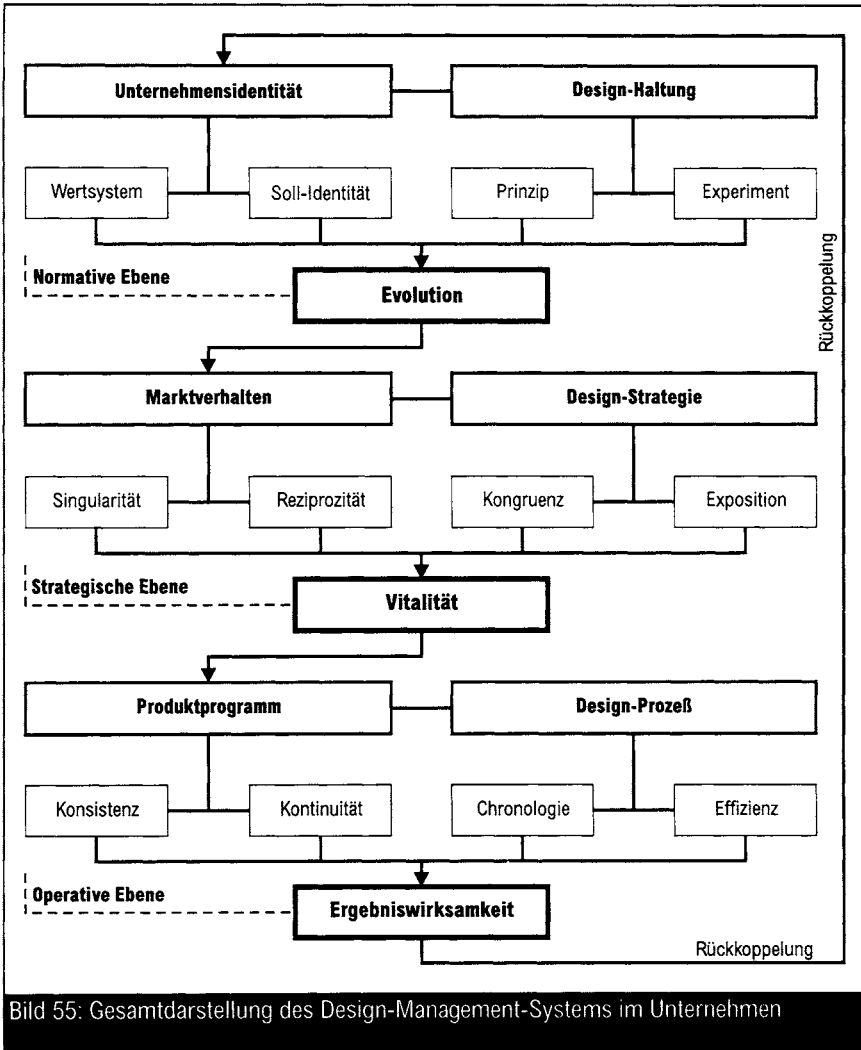 Unternehmensidentität
Design-Haltung
Wertsystem
Soll-Identität
Prinzip
Experiment
Normative Ebene
Evolution
Rückkoppelung
Marktverhalten
Design-Strategie
Singularität
Reziprozität
Kongruenz
Exposition
Strategische Ebene
Vitalität
Produktprogramm
Design-Prozeß
Konsistenz
Kontinuität
Chronologie
Effizienz
Operative Ebene
Ergebniswirksamkeit
Rückkoppelung
Bild 55: Gesamtdarstellung des Design-Management-Systems im Unternehmen